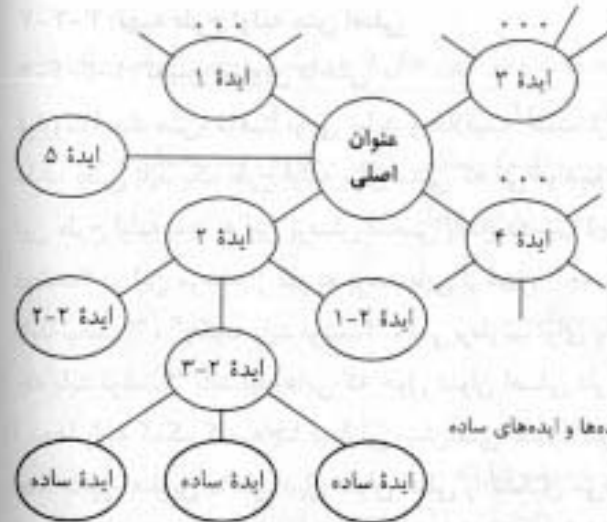 ایدهٔ ۱
ایدهٔ ۳
عنوان
اصلی
ایدهٔ ۵
ایدهٔ ۲
ایدهٔ ۴
ایدهٔ ۲-۲
ایدهٔ ۲-۱
ایدهٔ ۲-۳
ده‌ها و ایده‌های ساده
ایدهٔ ساده
ایدهٔ ساده
ایدهٔ ساده